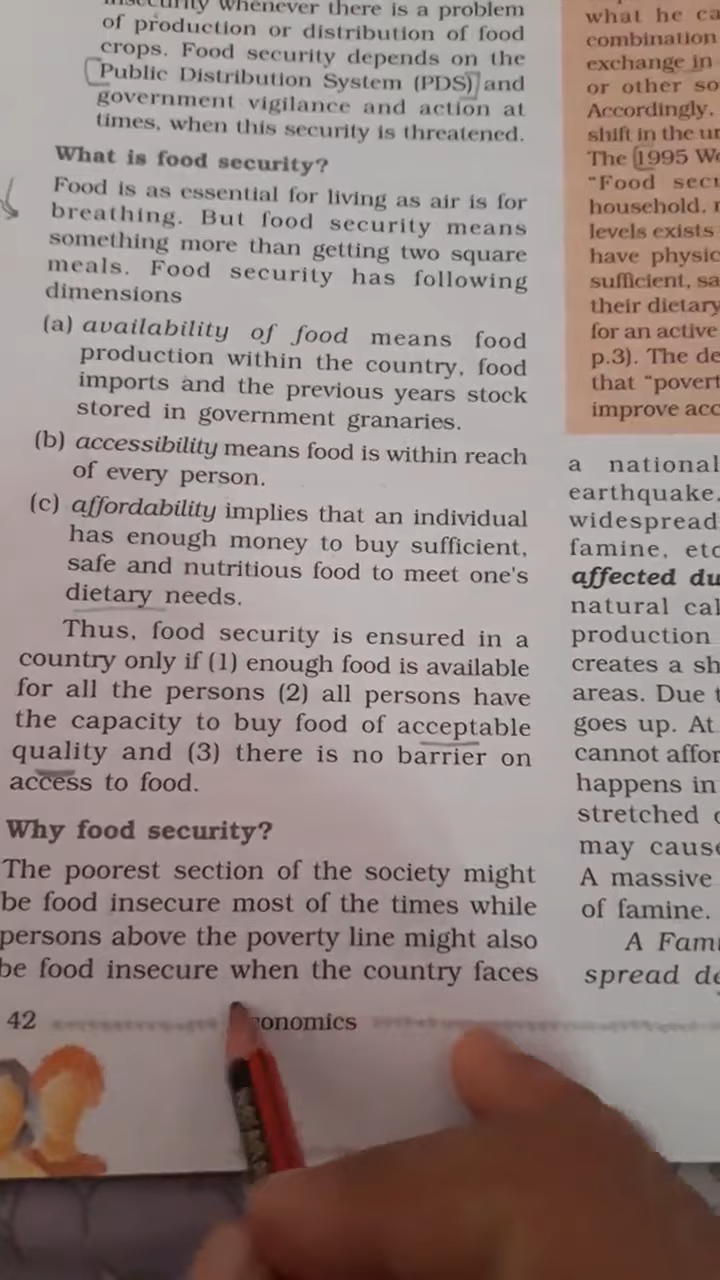 insecurity whenever there is a problem
of production or distribution of food
crops. Food security depends on the
Public Distribution System (PDS) and
government vigilance and action at
times, when this security is threatened.
What is food security?
Food is as essential for living as air is for
breathing. But food security means
something more than getting two square
meals. Food security has following
dimensions
(a) availability of food means food
production within the country, food
imports and the previous years stock
stored in government granaries.
(b) accessibility means food is within reach
of every person.
(c) affordability implies that an individual
has enough money to buy sufficient,
safe and nutritious food to meet one's
dietary needs.
Thus, food security is ensured in a
country only if (1) enough food is available
for all the persons (2) all persons have
the capacity to buy food of acceptable
quality and (3) there is no barrier on
access to food.
Why food security?
The poorest section of the society might
be food insecure most of the times while
persons above the poverty line might also
be food insecure when the country faces
42
conomics
what he ca
combination
exchange in
or other so
Accordingly,
shift in the un
The 1995 Wo
"Food secu
household, r
levels exists
have physic
sufficient, sa
their dietary
for an active
p.3). The de
that "povert
improve acc
a national
earthquake,
widespread
famine, etc
affected du
natural cal
production
creates a sh
areas. Due t
goes up. At
cannot affor
happens in
stretched o
may cause
A massive
of famine.
A Fam
spread de